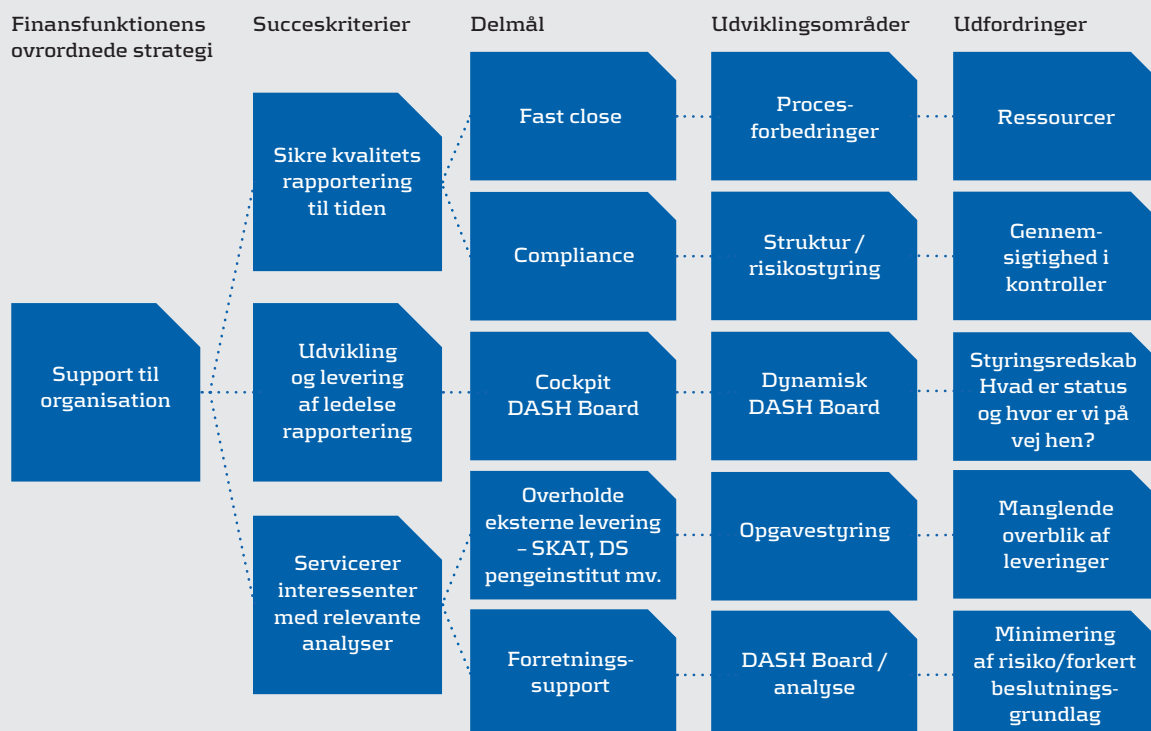 Finansfunktionens
ovrordnede strategi
Succeskriterier
Delmål
Udviklingsområder
Udfordringer
Support til
organisation
Sikre kvalitets
rapportering
til tiden
Udvikling
og levering
af ledelse
rapportering
Servicerer
interessenter
med relevante
analyser
Fast close
Proces-
forbedringer
Ressourcer
Compliance
Struktur /
risikostyring
Gennem-
sigtighed i
kontroller
Cockpit
DASH Board
Dynamisk
DASH Board
Styringsredskab
Hvad er status
og hvor er vi på
vej hen?
Overholde
eksterne levering
– SKAT, DS
pengeinstitut mv.
Opgavestyring
Manglende
overblik af
leveringer
Forretnings-
support
DASH Board /
analyse
Minimering
af risiko/forkert
beslutnings-
grundlag